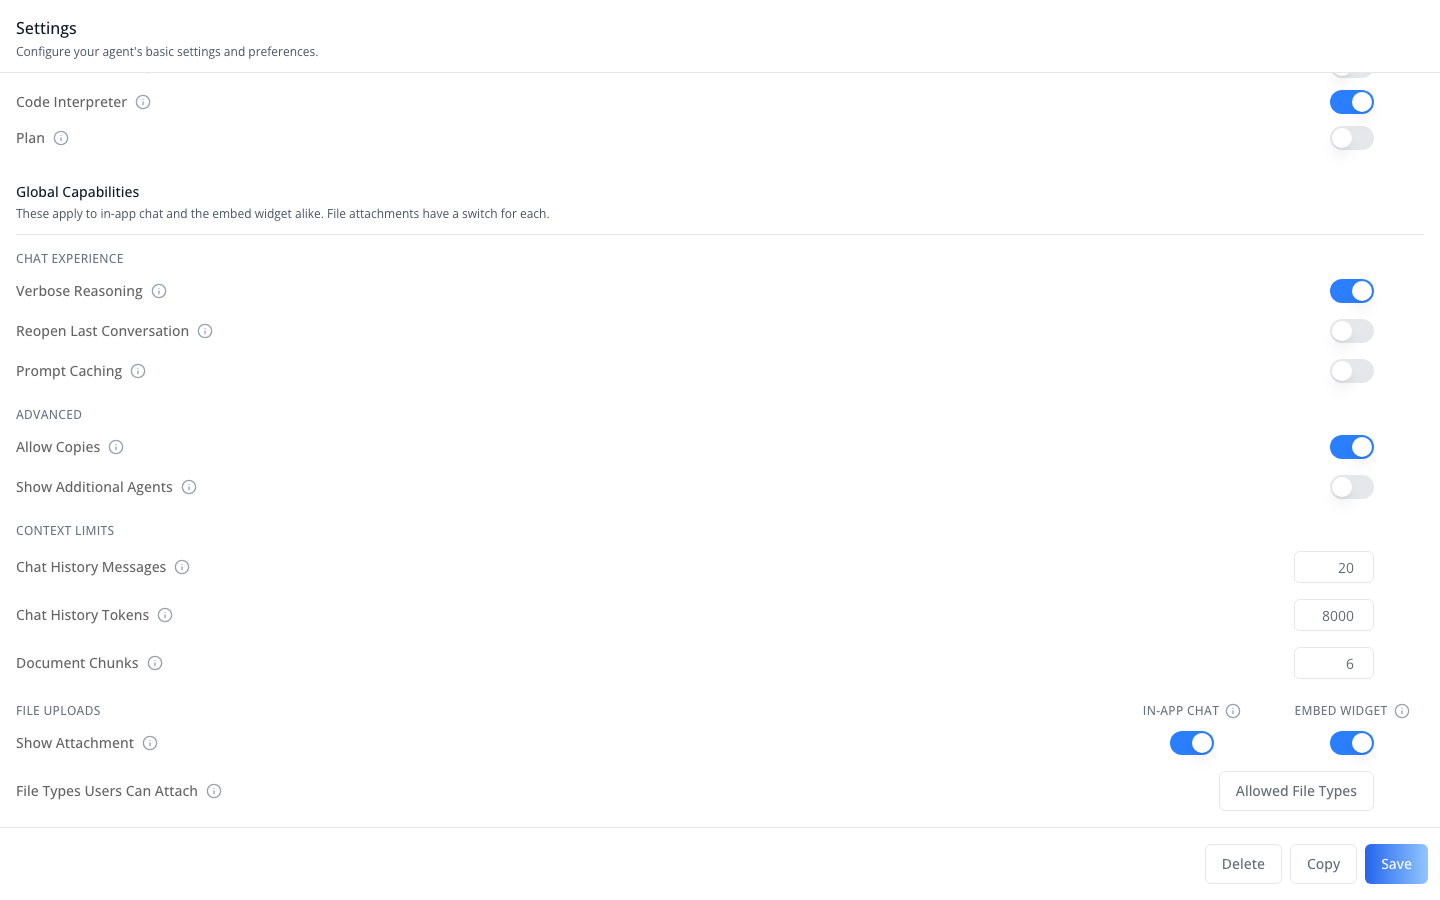 Settings
Configure your agent's basic settings and preferences.
Code Interpreter
Plan
Global Capabilities
These apply to in-app chat and the embed widget alike. File attachments have a switch for each.
CHAT EXPERIENCE
Verbose Reasoning
Reopen Last Conversation
Prompt Caching
ADVANCED
Allow Copies
Show Additional Agents
CONTEXT LIMITS
Chat History Messages 20
Chat History Tokens 8000
Document Chunks 6
FILE UPLOADS IN-APP CHAT EMBED WIDGET
Show Attachment
File Types Users Can Attach Allowed File Types
Delete Copy Save